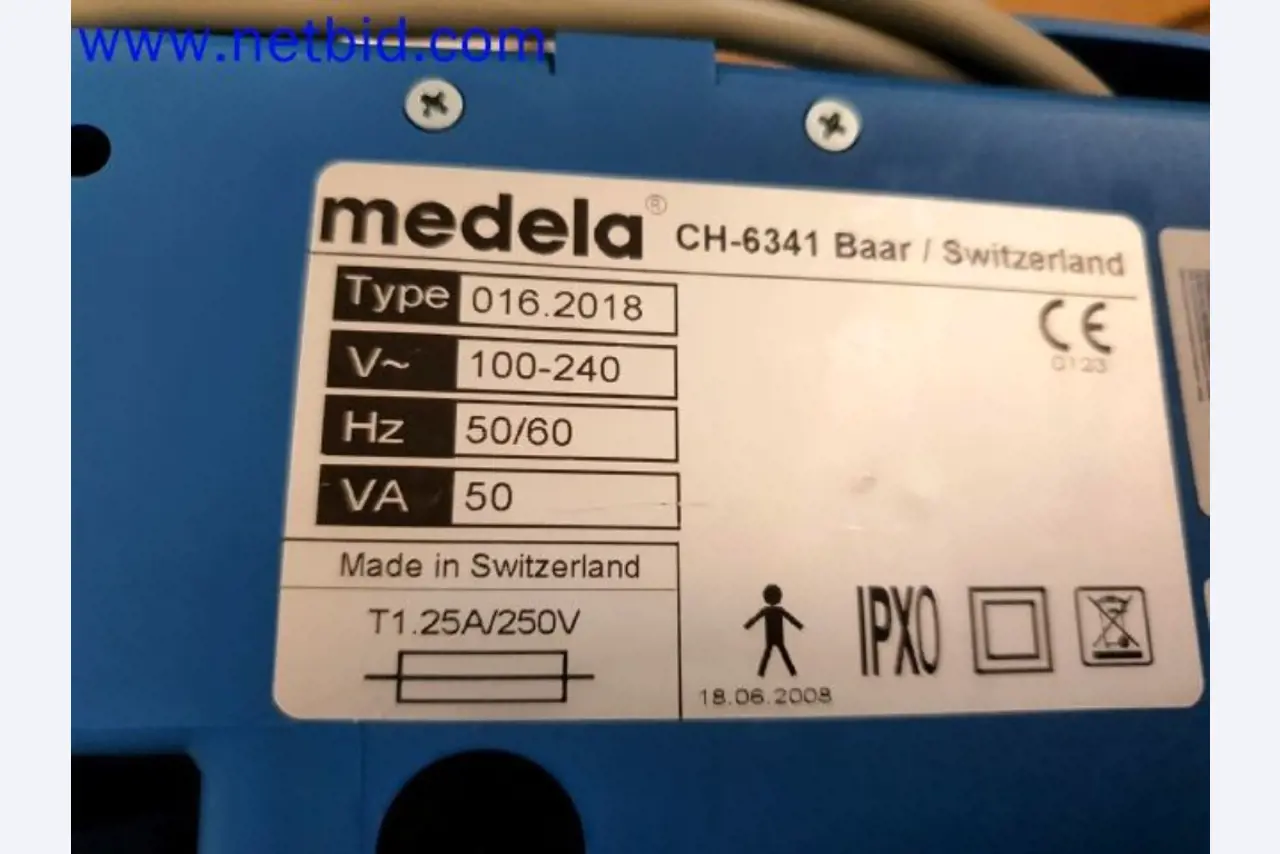 www.netbid.com
medela® CH-6341 Baar / Switzerland
Type 016.2018
V~ 100-240
Hz 50/60
VA 50
CE
0123
Made in Switzerland
T1.25A/250V
IPX0
18.06.2008